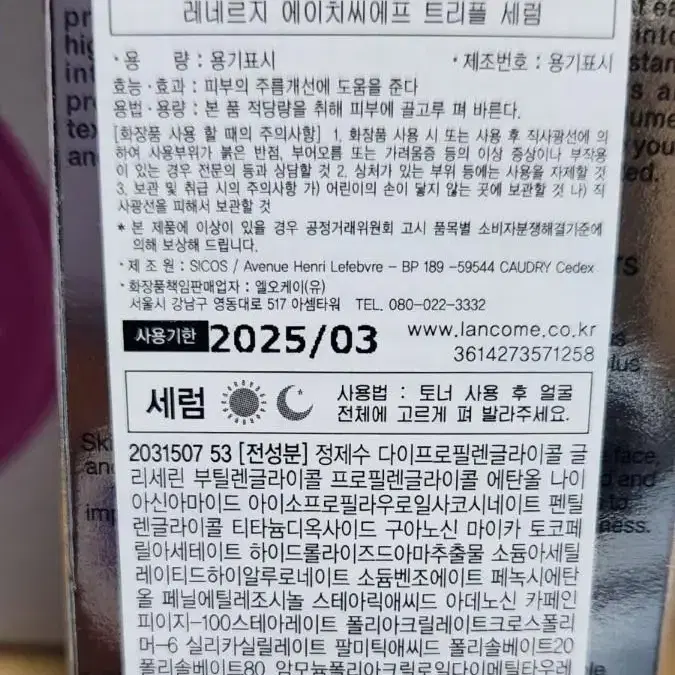 레네르지 에이치씨에프 트리플 세럼
· 용 량 : 용기표시 · 제조번호 : 용기표시
효능 · 효과 : 피부의 주름개선에 도움을 준다
용법 · 용량 : 본 품 적당량을 취해 피부에 골고루 펴 바른다.
[화장품 사용 할 때의 주의사항] 1. 화장품 사용 시 또는 사용 후 직사광선에 의
하여 사용부위가 붉은 반점, 부어오름 또는 가려움증 등의 이상 증상이나 부작용
이 있는 경우 전문의 등과 상담할 것 2. 상처가 있는 부위 등에는 사용을 자제할 것
3. 보관 및 취급 시의 주의사항 가) 어린이의 손이 닿지 않는 곳에 보관할 것 나) 직
사광선을 피해서 보관할 것
* 본 제품에 이상이 있을 경우 공정거래위원회 고시 품목별 소비자분쟁해결기준에
의해 보상해 드립니다.
· 제 조 원 : SICOS / Avenue Henri Lefebvre – BP 189 –59544 CAUDRY Cedex
· 화장품책임판매업자 : 엘오케이(유)
서울시 강남구 영동대로 517 아셈타워 TEL. 080-022-3332
사용기한 2025/03
www.lancome.co.kr
3614273571258
세럼
사용법 : 토너 사용 후 얼굴
전체에 고르게 펴 발라주세요.
2031507 53 [전성분] 정제수 다이프로필렌글라이콜 글
리세린 부틸렌글라이콜 프로필렌글라이콜 에탄올 나이
아신아마이드 아이소프로필라우로일사코시네이트 펜틸
렌글라이콜 티타늄디옥사이드 구아노신 마이카 토코페
릴아세테이트 하이드롤라이즈드아마추출물 소듐아세틸
레이티드하이알루로네이트 소듐벤조에이트 페녹시에탄
올 페닐에틸레조시놀 스테아릭애씨드 아데노신 카페인
피이지-100스테아레이트 폴리아크릴레이트크로스폴리
머-6 실리카실릴레이트 팔미틱애씨드 폴리솔베이트20
폴리솔베이트80 암모늄폴리아크릴로일다이메틸타우레